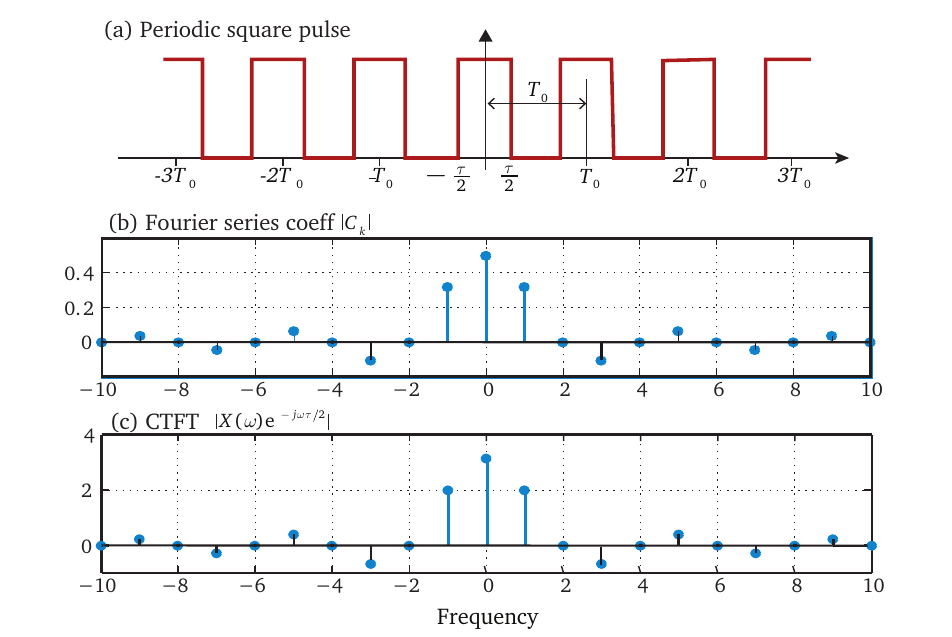 (a) Periodic square pulse
T₀
-3T₀ -2T₀ -T₀ − τ/2 τ/2 T₀ 2T₀ 3T₀
(b) Fourier series coeff |Cₖ|
0.4
0.2
0
−10 −8 −6 −4 −2 0 2 4 6 8 10
(c) CTFT |X(ω)e^{−jωτ/2}|
4
2
0
−10 −8 −6 −4 −2 0 2 4 6 8 10
Frequency